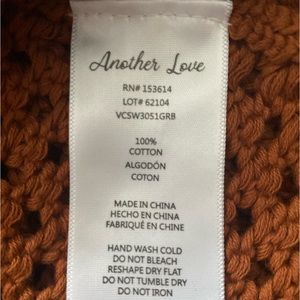 Another Love
RN# 153614
LOT# 62104
VCSW3051GRB
100%
COTTON
ALGODÓN
COTON
MADE IN CHINA
HECHO EN CHINA
FABRIQUÉ EN CHINE
HAND WASH COLD
DO NOT BLEACH
RESHAPE DRY FLAT
DO NOT TUMBLE DRY
DO NOT IRON